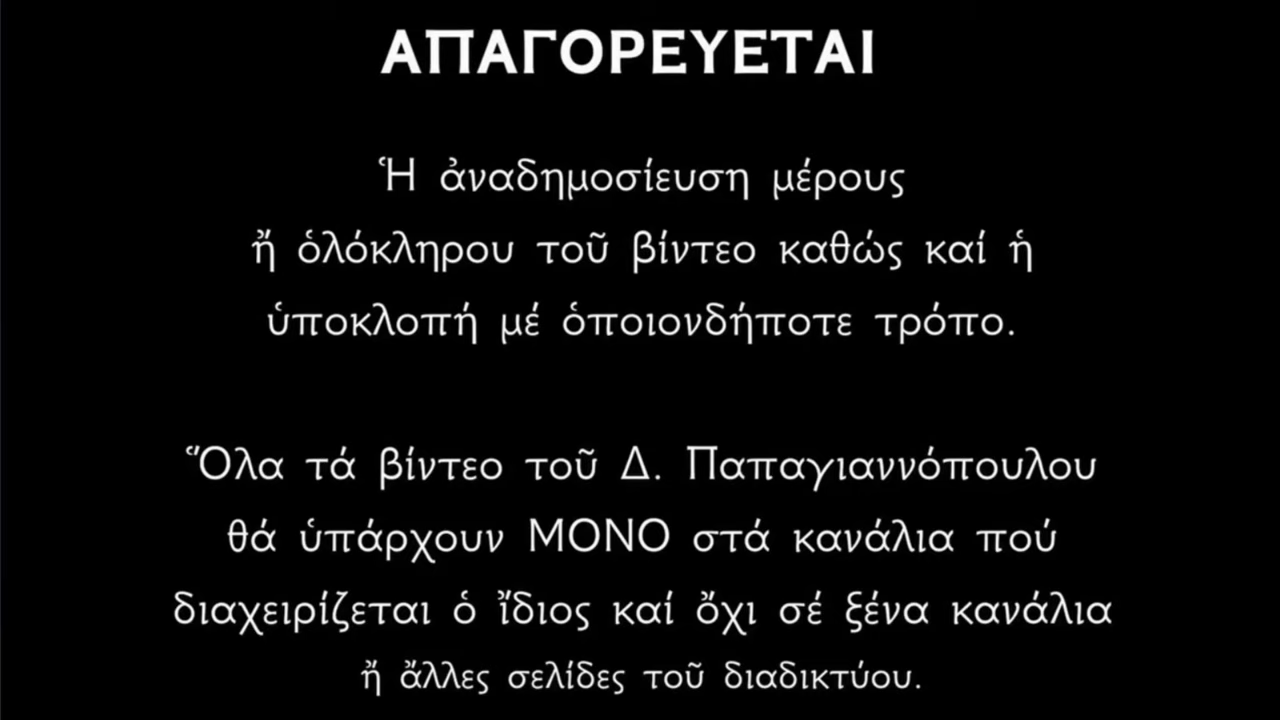 ΑΠΑΓΟΡΕΥΕΤΑΙ
Ἡ ἀναδημοσίευση μέρους
ἤ ὁλόκληρου τοῦ βίντεο καθώς καί ἡ
ὑποκλοπή μέ ὁποιονδήποτε τρόπο.
Ὅλα τά βίντεο τοῦ Δ. Παπαγιαννόπουλου
θά ὑπάρχουν ΜΟΝΟ στά κανάλια πού
διαχειρίζεται ὁ ἴδιος καί ὄχι σέ ξένα κανάλια
ἤ ἄλλες σελίδες τοῦ διαδικτύου.